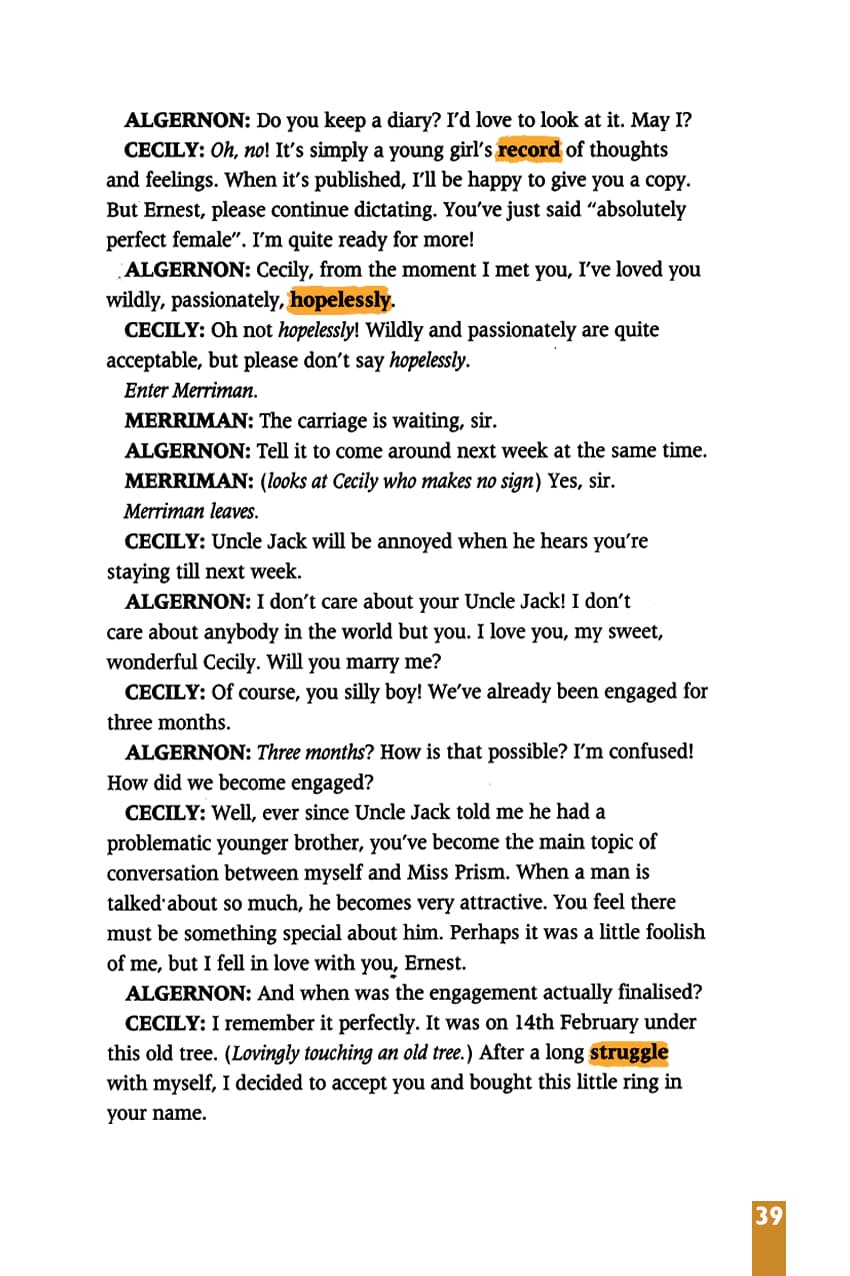 ALGERNON: Do you keep a diary? I'd love to look at it. May I?
CECILY: Oh, no! It's simply a young girl's record of thoughts
and feelings. When it's published, I'll be happy to give you a copy.
But Ernest, please continue dictating. You've just said "absolutely
perfect female". I'm quite ready for more!
ALGERNON: Cecily, from the moment I met you, I've loved you
wildly, passionately, hopelessly.
CECILY: Oh not hopelessly! Wildly and passionately are quite
acceptable, but please don't say hopelessly.
Enter Merriman.
MERRIMAN: The carriage is waiting, sir.
ALGERNON: Tell it to come around next week at the same time.
MERRIMAN: (looks at Cecily who makes no sign) Yes, sir.
Merriman leaves.
CECILY: Uncle Jack will be annoyed when he hears you're
staying till next week.
ALGERNON: I don't care about your Uncle Jack! I don't
care about anybody in the world but you. I love you, my sweet,
wonderful Cecily. Will you marry me?
CECILY: Of course, you silly boy! We've already been engaged for
three months.
ALGERNON: Three months? How is that possible? I'm confused!
How did we become engaged?
CECILY: Well, ever since Uncle Jack told me he had a
problematic younger brother, you've become the main topic of
conversation between myself and Miss Prism. When a man is
talked about so much, he becomes very attractive. You feel there
must be something special about him. Perhaps it was a little foolish
of me, but I fell in love with you, Ernest.
ALGERNON: And when was the engagement actually finalised?
CECILY: I remember it perfectly. It was on 14th February under
this old tree. (Lovingly touching an old tree.) After a long struggle
with myself, I decided to accept you and bought this little ring in
your name.
39